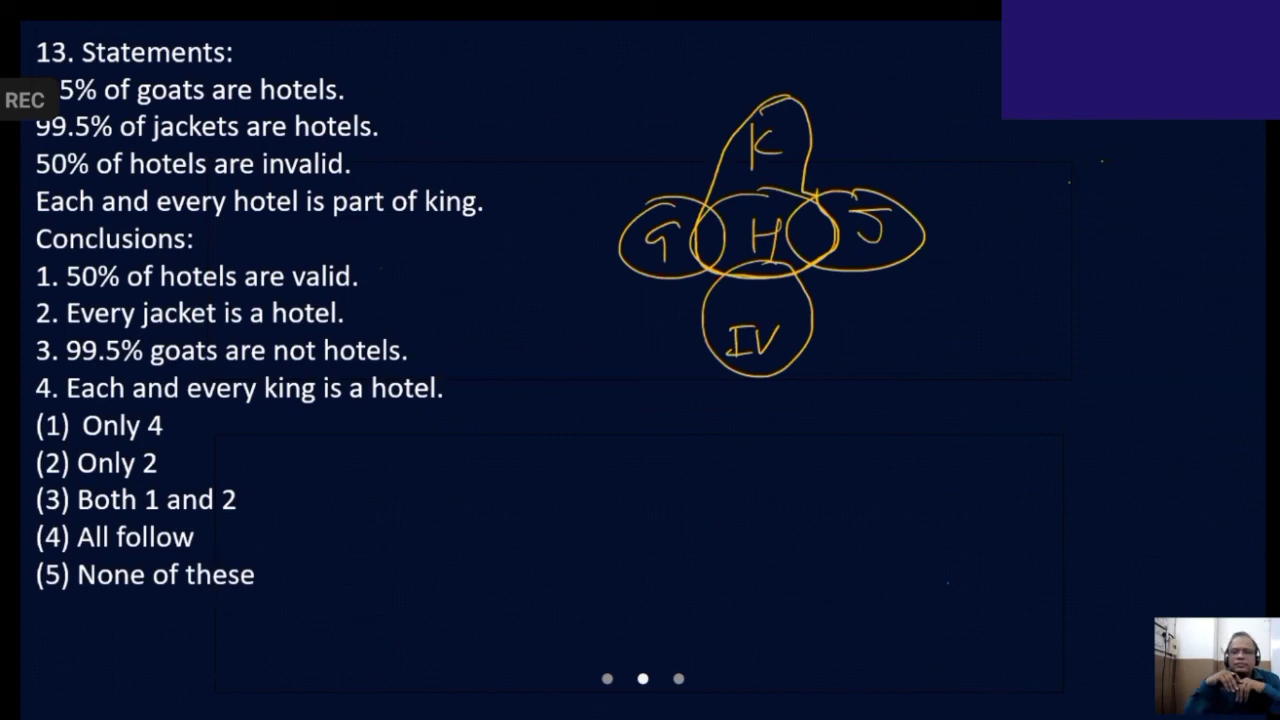 13. Statements:
5% of goats are hotels.
REC
99.5% of jackets are hotels.
50% of hotels are invalid.
Each and every hotel is part of king.
Conclusions:
1. 50% of hotels are valid.
2. Every jacket is a hotel.
3. 99.5% goats are not hotels.
4. Each and every king is a hotel.
(1) Only 4
(2) Only 2
(3) Both 1 and 2
(4) All follow
(5) None of these
K
G H J
IV